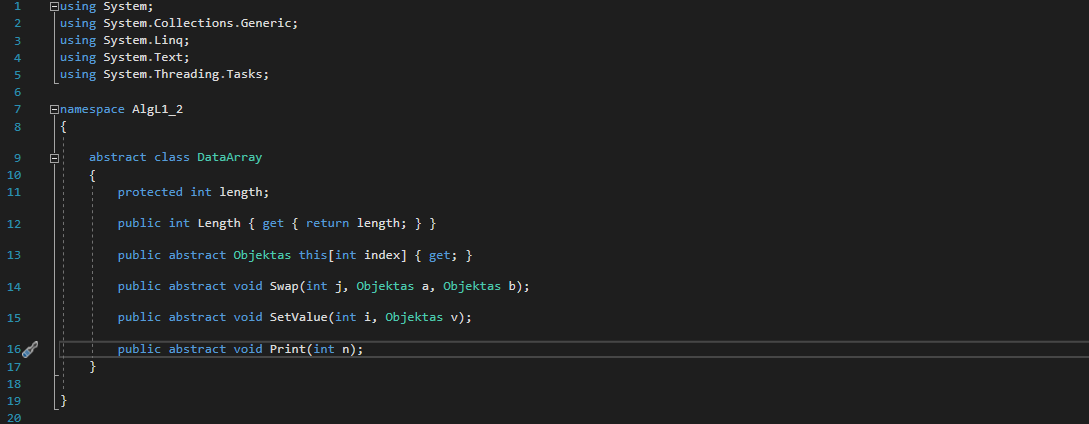 1 using System;
2 using System.Collections.Generic;
3 using System.Linq;
4 using System.Text;
5 using System.Threading.Tasks;
6
7 namespace AlgL1_2
8 {
9 abstract class DataArray
10 {
11 protected int length;
12 public int Length { get { return length; } }
13 public abstract Objektas this[int index] { get; }
14 public abstract void Swap(int j, Objektas a, Objektas b);
15 public abstract void SetValue(int i, Objektas v);
16 public abstract void Print(int n);
17 }
18
19 }
20